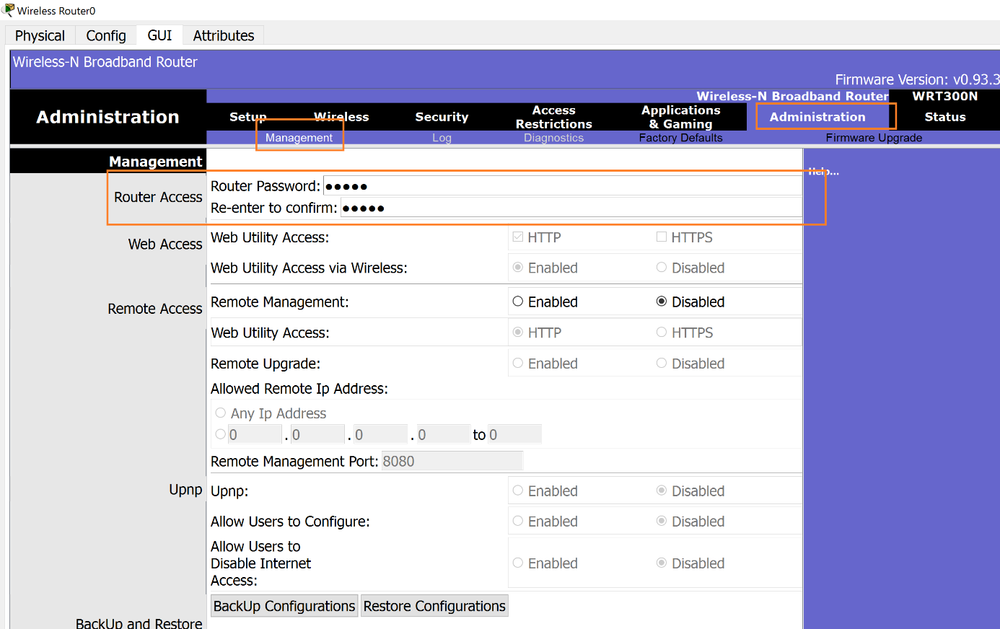 Wireless Router0
Physical Config GUI Attributes
Wireless-N Broadband Router
Firmware Version: v0.93.3
Wireless-N Broadband Router WRT300N
Administration Setup Wireless Security Access Restrictions Applications & Gaming Administration Status
Management Log Diagnostics Factory Defaults Firmware Upgrade
Management
Help...
Router Access
Router Password: ●●●●●
Re-enter to confirm: ●●●●●
Web Access
Web Utility Access: HTTP HTTPS
Web Utility Access via Wireless: Enabled Disabled
Remote Access
Remote Management: Enabled Disabled
Web Utility Access: HTTP HTTPS
Remote Upgrade: Enabled Disabled
Allowed Remote Ip Address:
Any Ip Address
0 . 0 . 0 . 0 to 0
Remote Management Port: 8080
Upnp
Upnp: Enabled Disabled
Allow Users to Configure: Enabled Disabled
Allow Users to
Disable Internet Enabled Disabled
Access:
BackUp Configurations Restore Configurations
BackUp and Restore